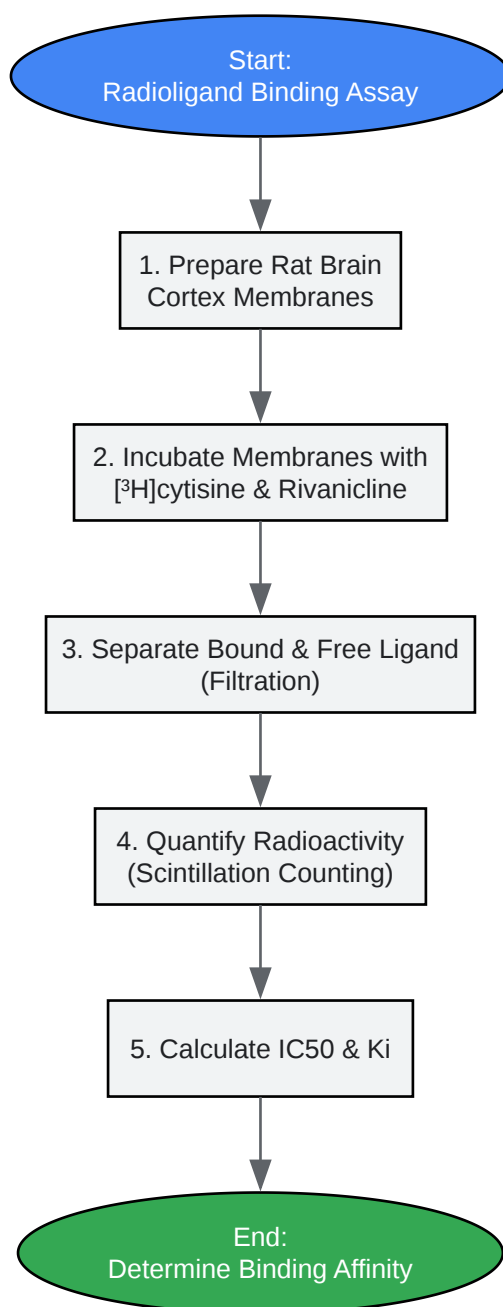 Start:
Radioligand Binding Assay
1. Prepare Rat Brain
Cortex Membranes
2. Incubate Membranes with
[³H]cytisine & Rivanicline
3. Separate Bound & Free Ligand
(Filtration)
4. Quantify Radioactivity
(Scintillation Counting)
5. Calculate IC50 & Ki
End:
Determine Binding Affinity